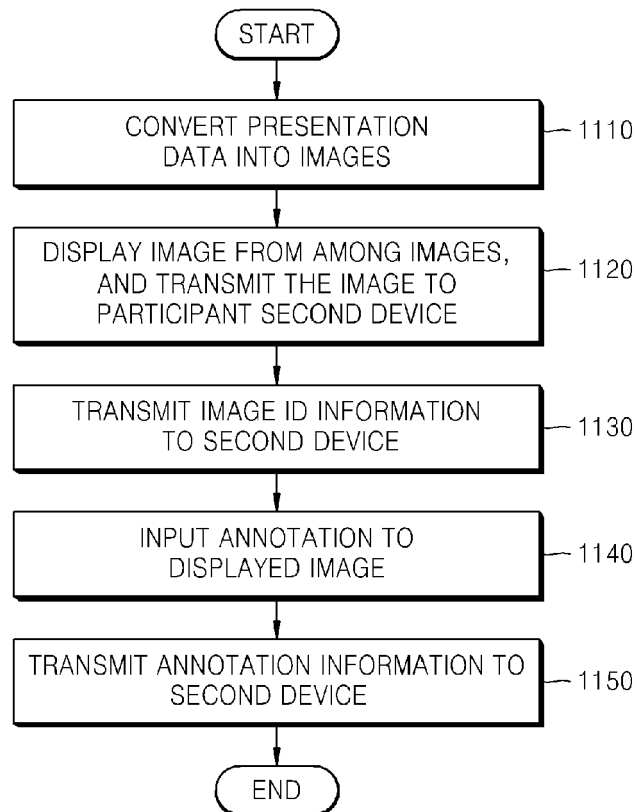 START
CONVERT PRESENTATION
DATA INTO IMAGES
1110
DISPLAY IMAGE FROM AMONG IMAGES,
AND TRANSMIT THE IMAGE TO
PARTICIPANT SECOND DEVICE
1120
TRANSMIT IMAGE ID INFORMATION
TO SECOND DEVICE
1130
INPUT ANNOTATION TO
DISPLAYED IMAGE
1140
TRANSMIT ANNOTATION INFORMATION TO
SECOND DEVICE
1150
END